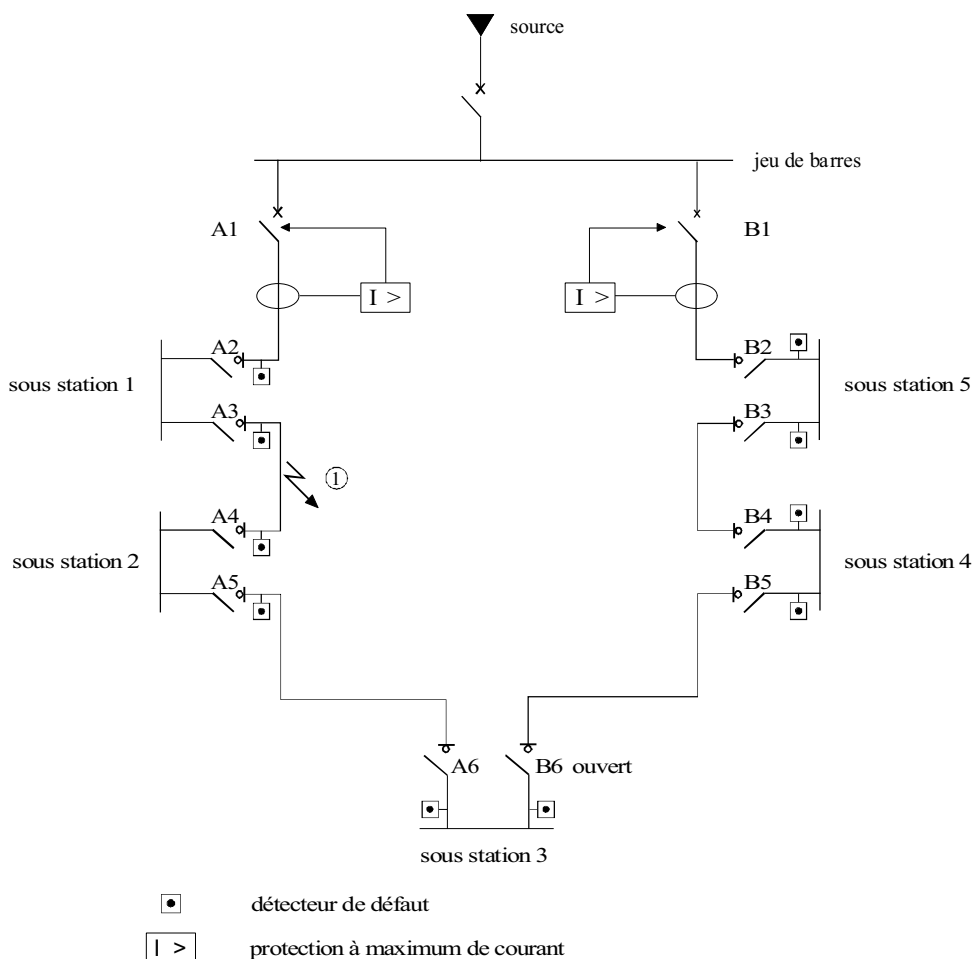 source
jeu de barres
A1
B1
I >
I >
A2
B2
sous station 1
sous station 5
A3
B3
1
A4
B4
sous station 2
sous station 4
A5
B5
A6
B6 ouvert
sous station 3
détecteur de défaut
I >
protection à maximum de courant